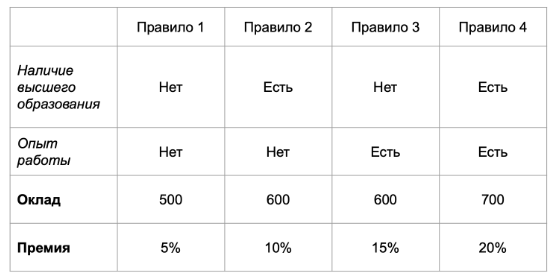 Правило 1 Правило 2 Правило 3 Правило 4
Наличие
высшего
образования
Нет Есть Нет Есть
Опыт
работы
Нет Нет Есть Есть
Оклад 500 600 600 700
Премия 5% 10% 15% 20%